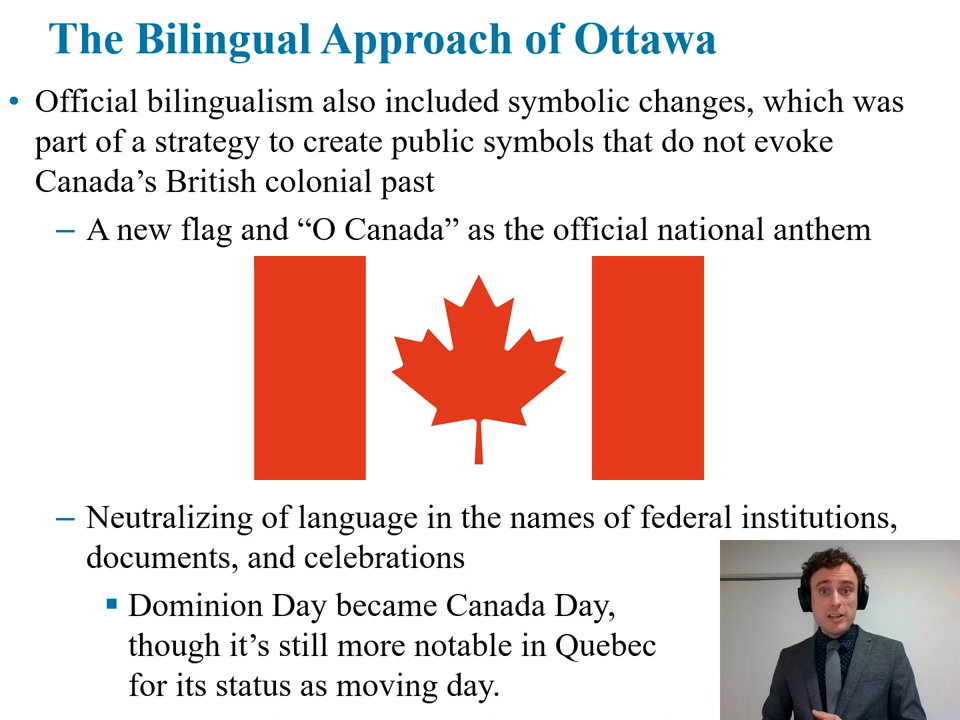 The Bilingual Approach of Ottawa
• Official bilingualism also included symbolic changes, which was
part of a strategy to create public symbols that do not evoke
Canada’s British colonial past
– A new flag and “O Canada” as the official national anthem
– Neutralizing of language in the names of federal institutions,
documents, and celebrations
▪ Dominion Day became Canada Day,
though it’s still more notable in Quebec
for its status as moving day.